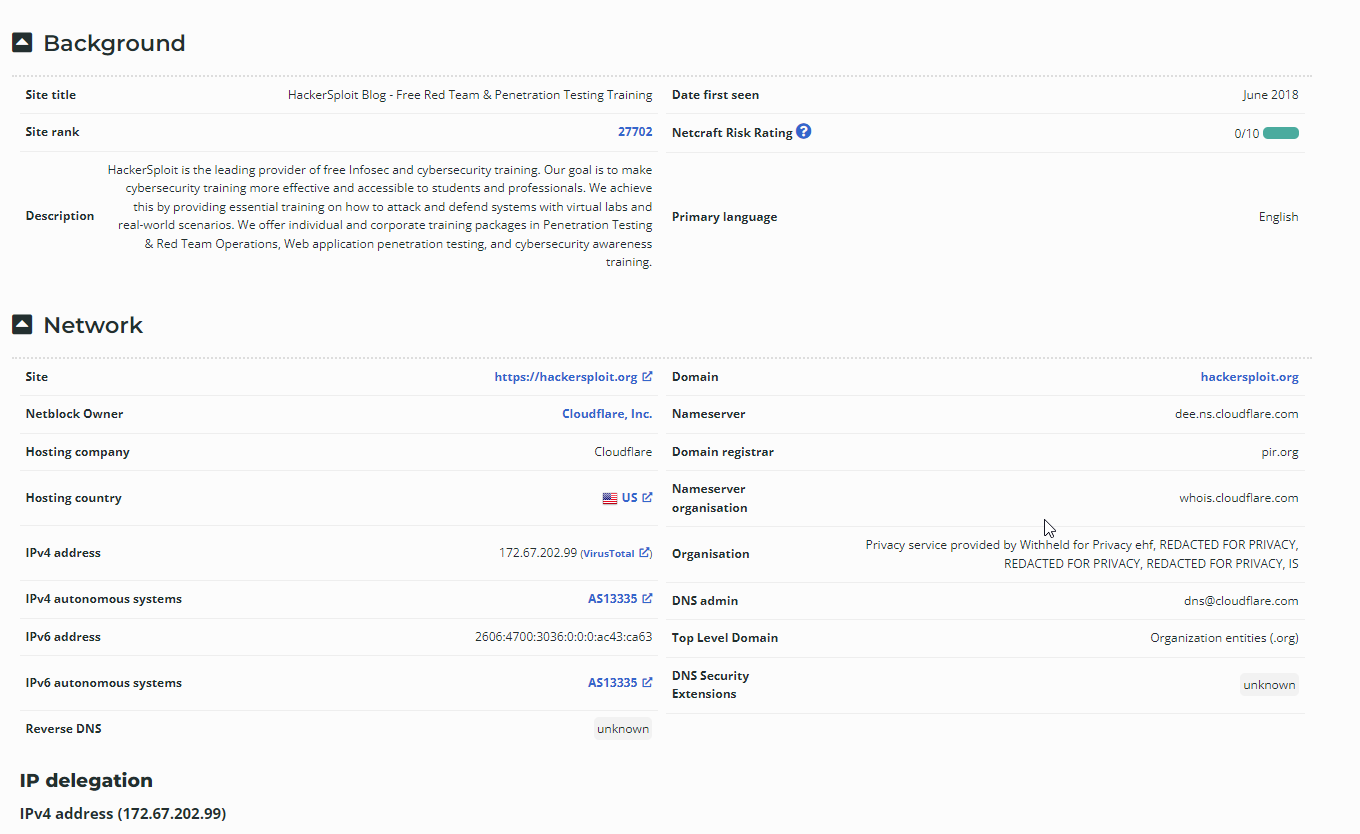 Background
Site title HackerSploit Blog - Free Red Team & Penetration Testing Training Date first seen June 2018
Site rank 27702 Netcraft Risk Rating ? 0/10
Description HackerSploit is the leading provider of free Infosec and cybersecurity training. Our goal is to make
cybersecurity training more effective and accessible to students and professionals. We achieve
this by providing essential training on how to attack and defend systems with virtual labs and
real-world scenarios. We offer individual and corporate training packages in Penetration Testing
& Red Team Operations, Web application penetration testing, and cybersecurity awareness
training.
Primary language English
Network
Site https://hackersploit.org Domain hackersploit.org
Netblock Owner Cloudflare, Inc. Nameserver dee.ns.cloudflare.com
Hosting company Cloudflare Domain registrar pir.org
Hosting country US Nameserver
organisation whois.cloudflare.com
IPv4 address 172.67.202.99 (VirusTotal) Organisation Privacy service provided by Withheld for Privacy ehf, REDACTED FOR PRIVACY,
REDACTED FOR PRIVACY, REDACTED FOR PRIVACY, IS
IPv4 autonomous systems AS13335 DNS admin dns@cloudflare.com
IPv6 address 2606:4700:3036:0:0:0:ac43:ca63 Top Level Domain Organization entities (.org)
IPv6 autonomous systems AS13335 DNS Security
Extensions unknown
Reverse DNS unknown
IP delegation
IPv4 address (172.67.202.99)